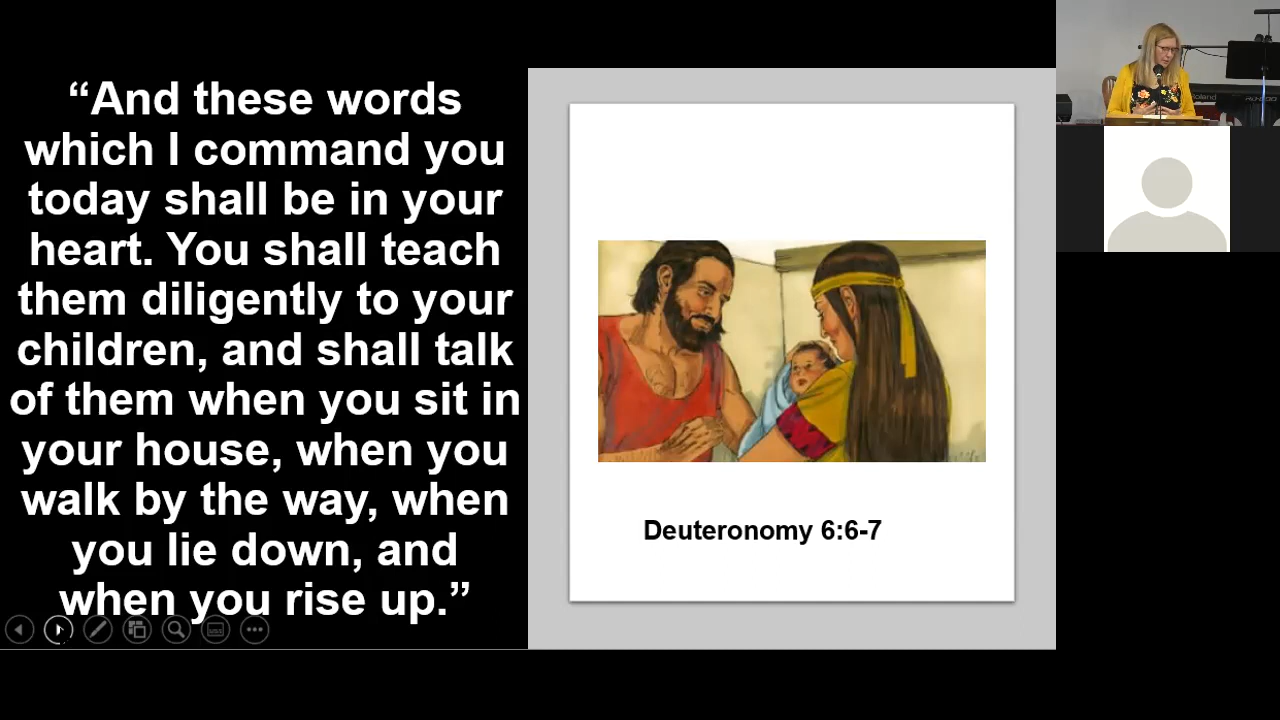 “And these words
which I command you
today shall be in your
heart. You shall teach
them diligently to your
children, and shall talk
of them when you sit in
your house, when you
walk by the way, when
you lie down, and
when you rise up.”
Deuteronomy 6:6-7
Roland